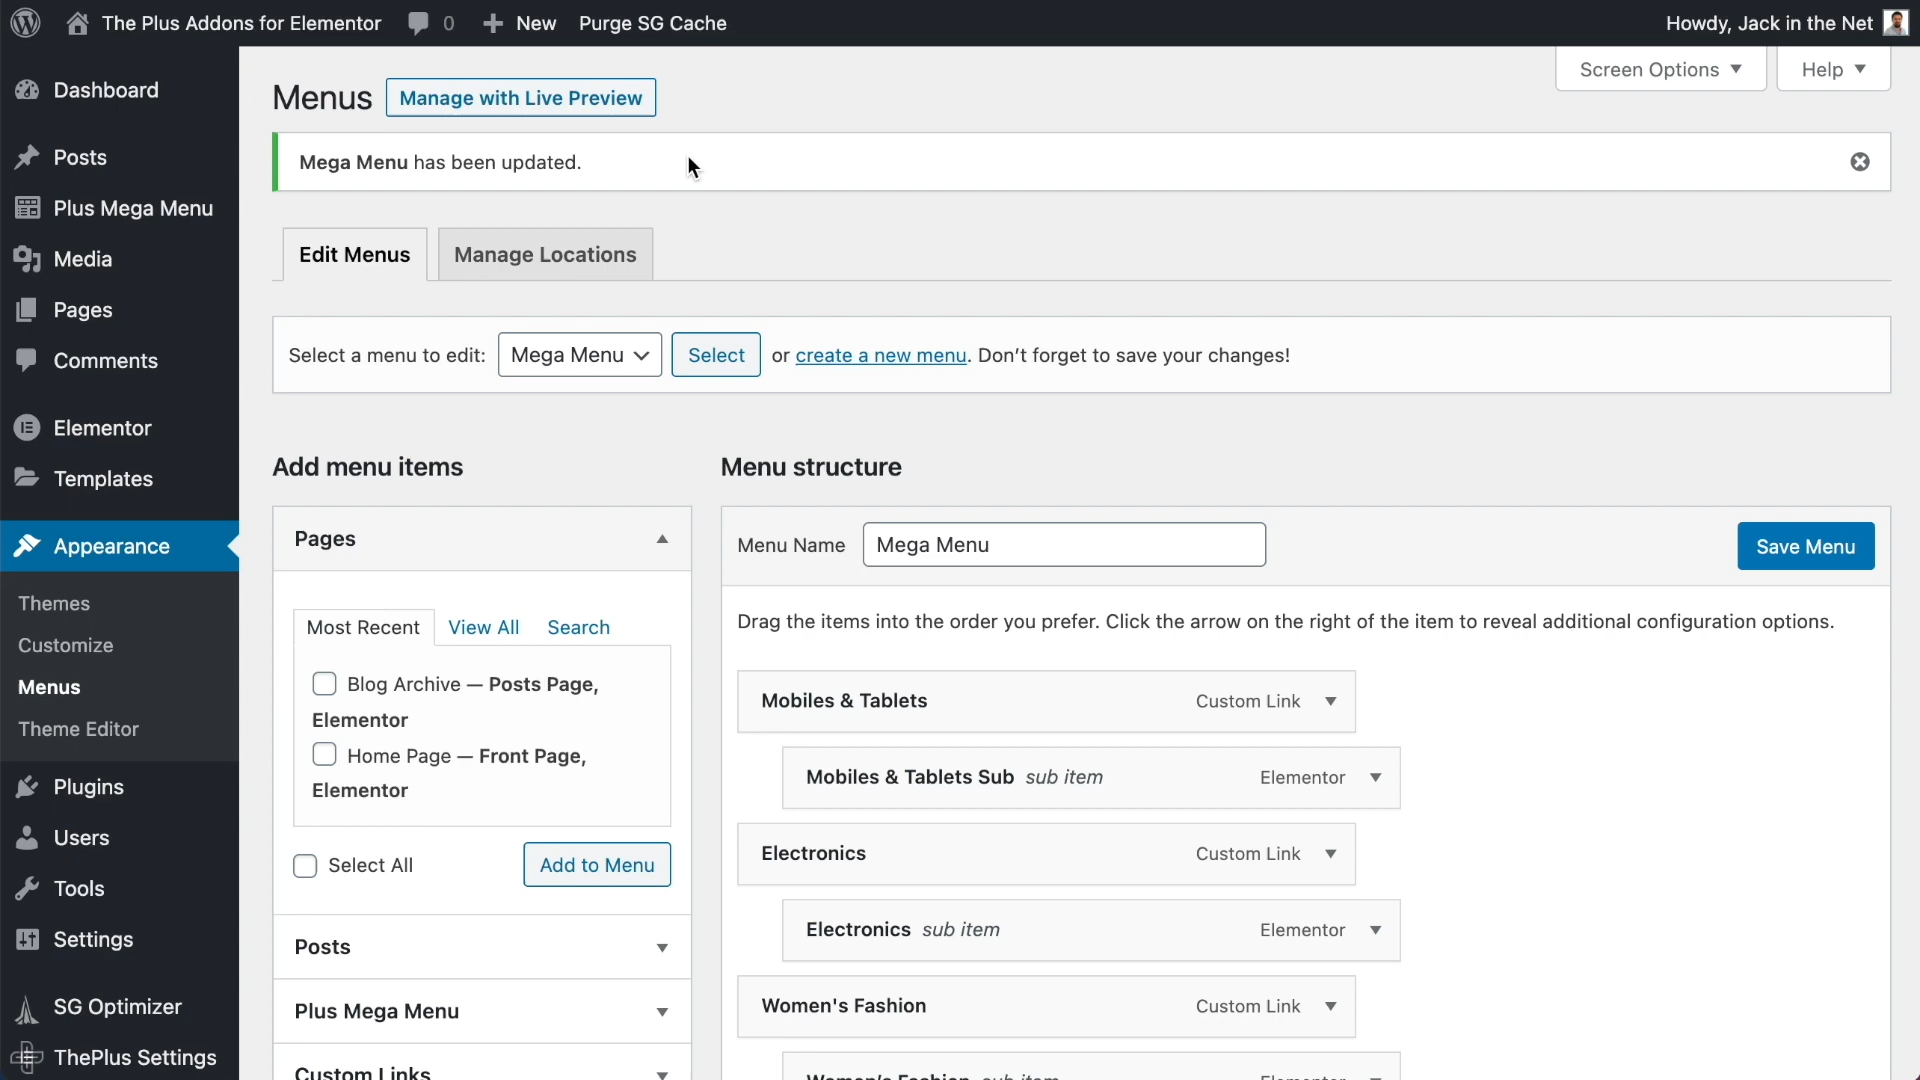 The Plus Addons for Elementor 0 New Purge SG Cache Howdy, Jack in the Net
Dashboard
Posts
Plus Mega Menu
Media
Pages
Comments
Elementor
Templates
Appearance
Themes
Customize
Menus
Theme Editor
Plugins
Users
Tools
Settings
SG Optimizer
ThePlus Settings
Screen Options Help
Menus Manage with Live Preview
Mega Menu has been updated.
Edit Menus Manage Locations
Select a menu to edit: Mega Menu Select or create a new menu. Don't forget to save your changes!
Add menu items
Pages
Most Recent View All Search
Blog Archive — Posts Page,
Elementor
Home Page — Front Page,
Elementor
Select All Add to Menu
Posts
Plus Mega Menu
Custom Links
Menu structure
Menu Name Mega Menu Save Menu
Drag the items into the order you prefer. Click the arrow on the right of the item to reveal additional configuration options.
Mobiles & Tablets Custom Link
Mobiles & Tablets Sub sub item Elementor
Electronics Custom Link
Electronics sub item Elementor
Women's Fashion Custom Link
Women's Fashion sub item Elementor